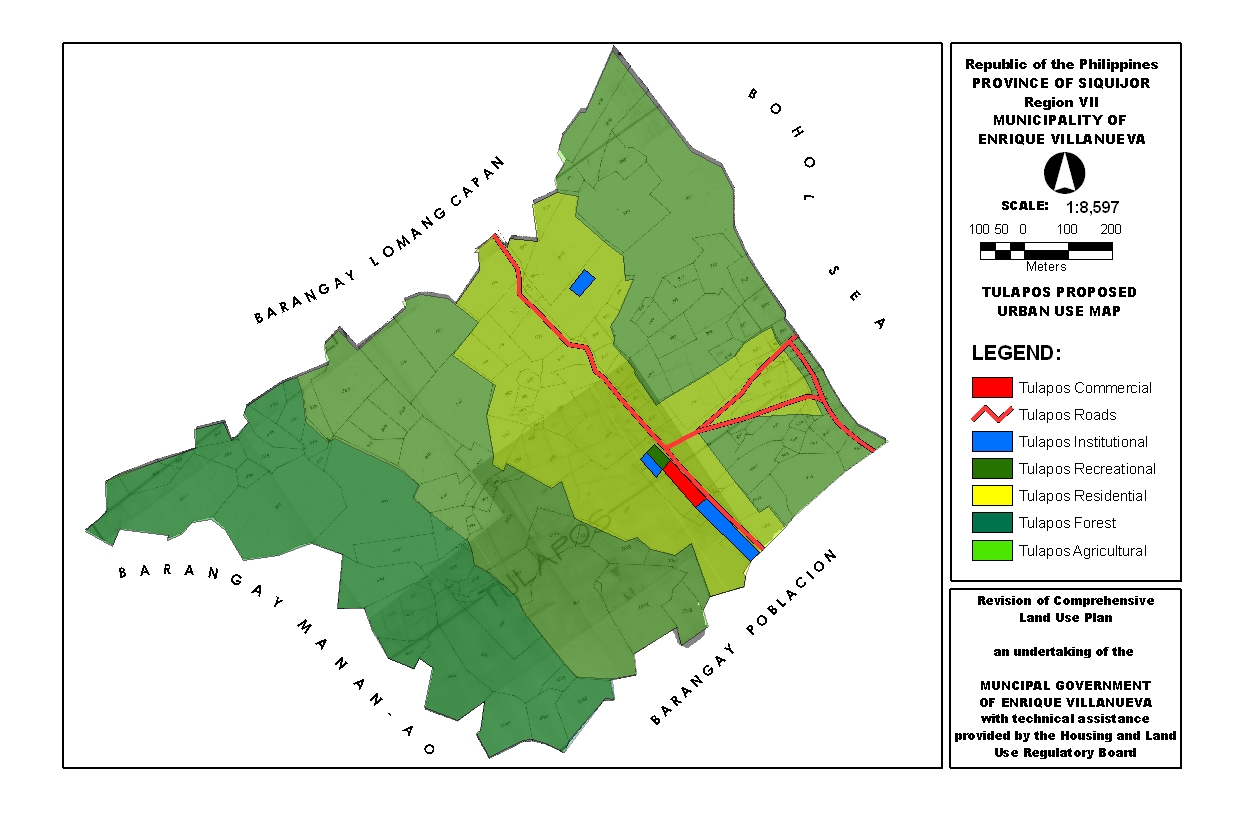 BOHOL SEA
BARANGAY LOMANGCAPAN
TULAPOS
BARANGAY MANAN-AO
BARANGAY POBLACION
Republic of the Philippines
PROVINCE OF SIQUIJOR
Region VII
MUNICIPALITY OF
ENRIQUE VILLANUEVA
SCALE: 1:8,597
100 50 0 100 200
Meters
TULAPOS PROPOSED
URBAN USE MAP
LEGEND:
Tulapos Commercial
Tulapos Roads
Tulapos Institutional
Tulapos Recreational
Tulapos Residential
Tulapos Forest
Tulapos Agricultural
Revision of Comprehensive
Land Use Plan
an undertaking of the
MUNCIPAL GOVERNMENT
OF ENRIQUE VILLANUEVA
with technical assistance
provided by the Housing and Land
Use Regulatory Board